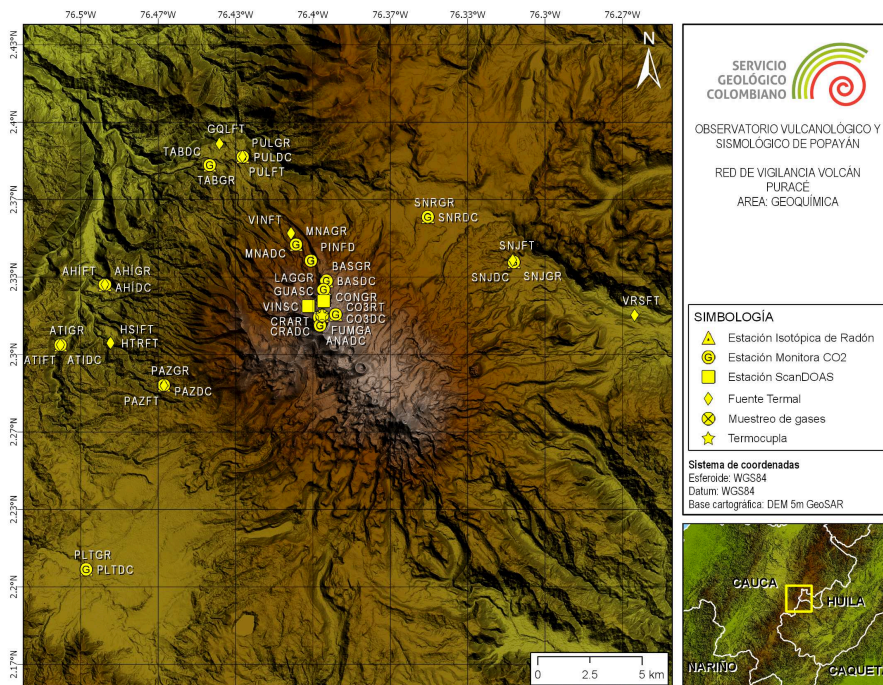 76.5°W 76.47°W 76.43°W 76.4°W 76.37°W 76.33°W 76.3°W 76.27°W
2.43°N
2.4°N
2.37°N
2.33°N
2.3°N
2.27°N
2.23°N
2.2°N
2.17°N
N
GQLFT
PULGR
TABDC
PULDC
TABGR
PULFT
SNRGR
SNRDC
VINFT
MNAGR
MNADC
PINFD
SNJFT
SNJDC
SNJGR
BASGR
LAGGR
BASDC
GUASC
CONGR
VINSC
CO3RT
CRART
CO3DC
CRADC
FUMGA
ANADC
VRSFT
AHIFT
AHÍGR
AHÍDC
ATIGR
HSIFT
HTRFT
ATIFT
ATIDC
PAZGR
PAZDC
PAZFT
PLTGR
PLTDC
0 2.5 5 km
SERVICIO
GEOLÓGICO
COLOMBIANO
OBSERVATORIO VULCANOLÓGICO Y
SISMOLÓGICO DE POPAYÁN
RED DE VIGILANCIA VOLCÁN
PURACÉ
AREA: GEOQUÍMICA
SIMBOLOGÍA
Estación Isotópica de Radón
G Estación Monitora CO2
Estación ScanDOAS
Fuente Termal
Muestreo de gases
Termocupla
Sistema de coordenadas
Esferoide: WGS84
Datum: WGS84
Base cartográfica: DEM 5m GeoSAR
CAUCA
HUILA
NARIÑO
CAQUET